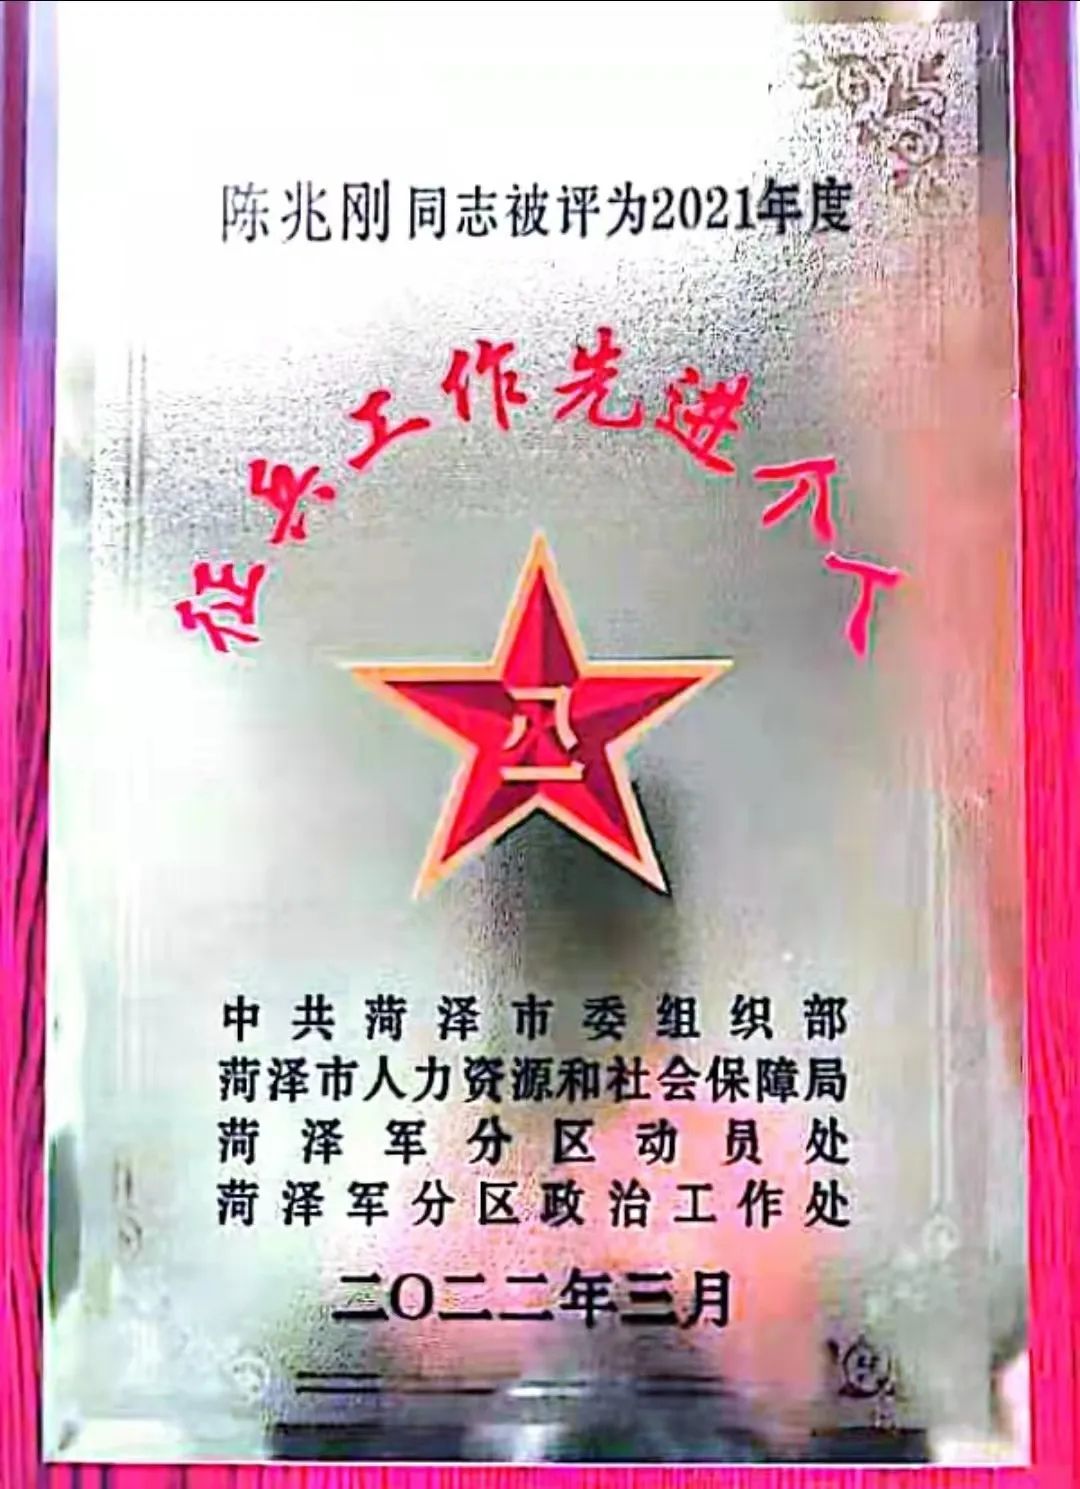 陈兆刚同志被评为2021年度
征兵工作先进个人
八一
中共菏泽市委组织部
菏泽市人力资源和社会保障局
菏泽军分区动员处
菏泽军分区政治工作处
二〇二二年三月